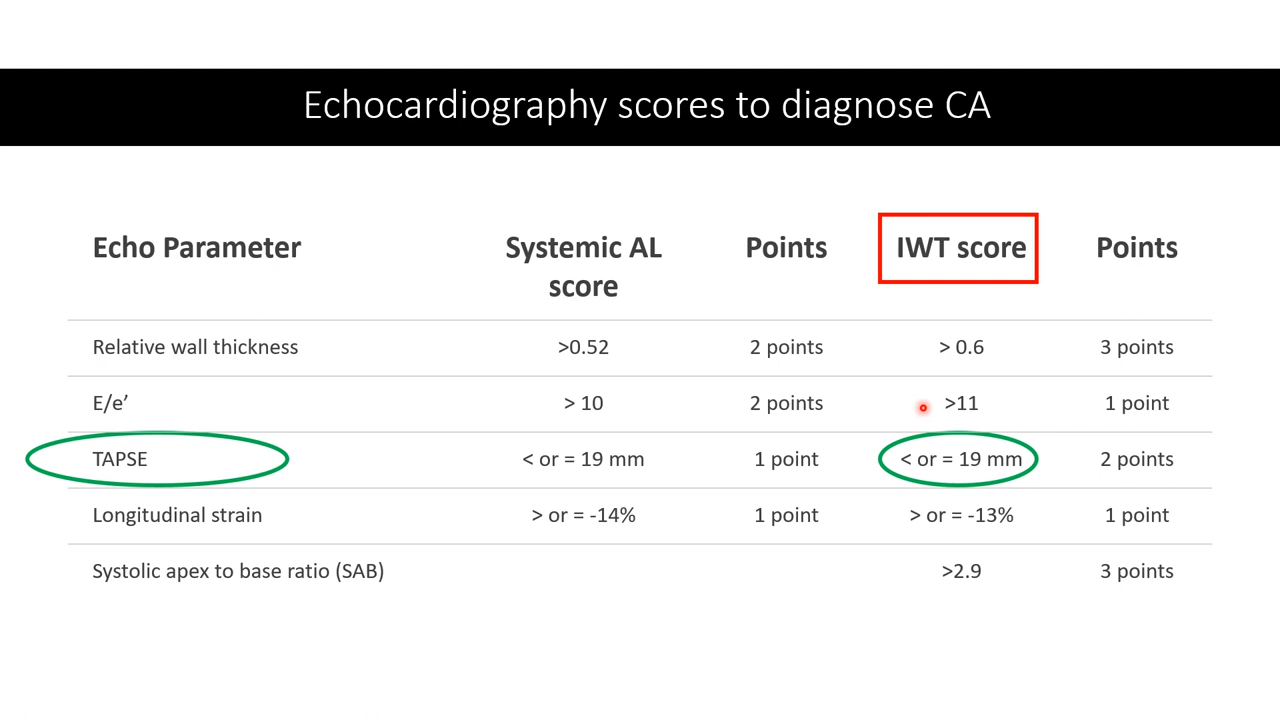 Echocardiography scores to diagnose CA
Echo Parameter Systemic AL score Points IWT score Points
Relative wall thickness >0.52 2 points > 0.6 3 points
E/e’ > 10 2 points >11 1 point
TAPSE < or = 19 mm 1 point < or = 19 mm 2 points
Longitudinal strain > or = -14% 1 point > or = -13% 1 point
Systolic apex to base ratio (SAB) >2.9 3 points